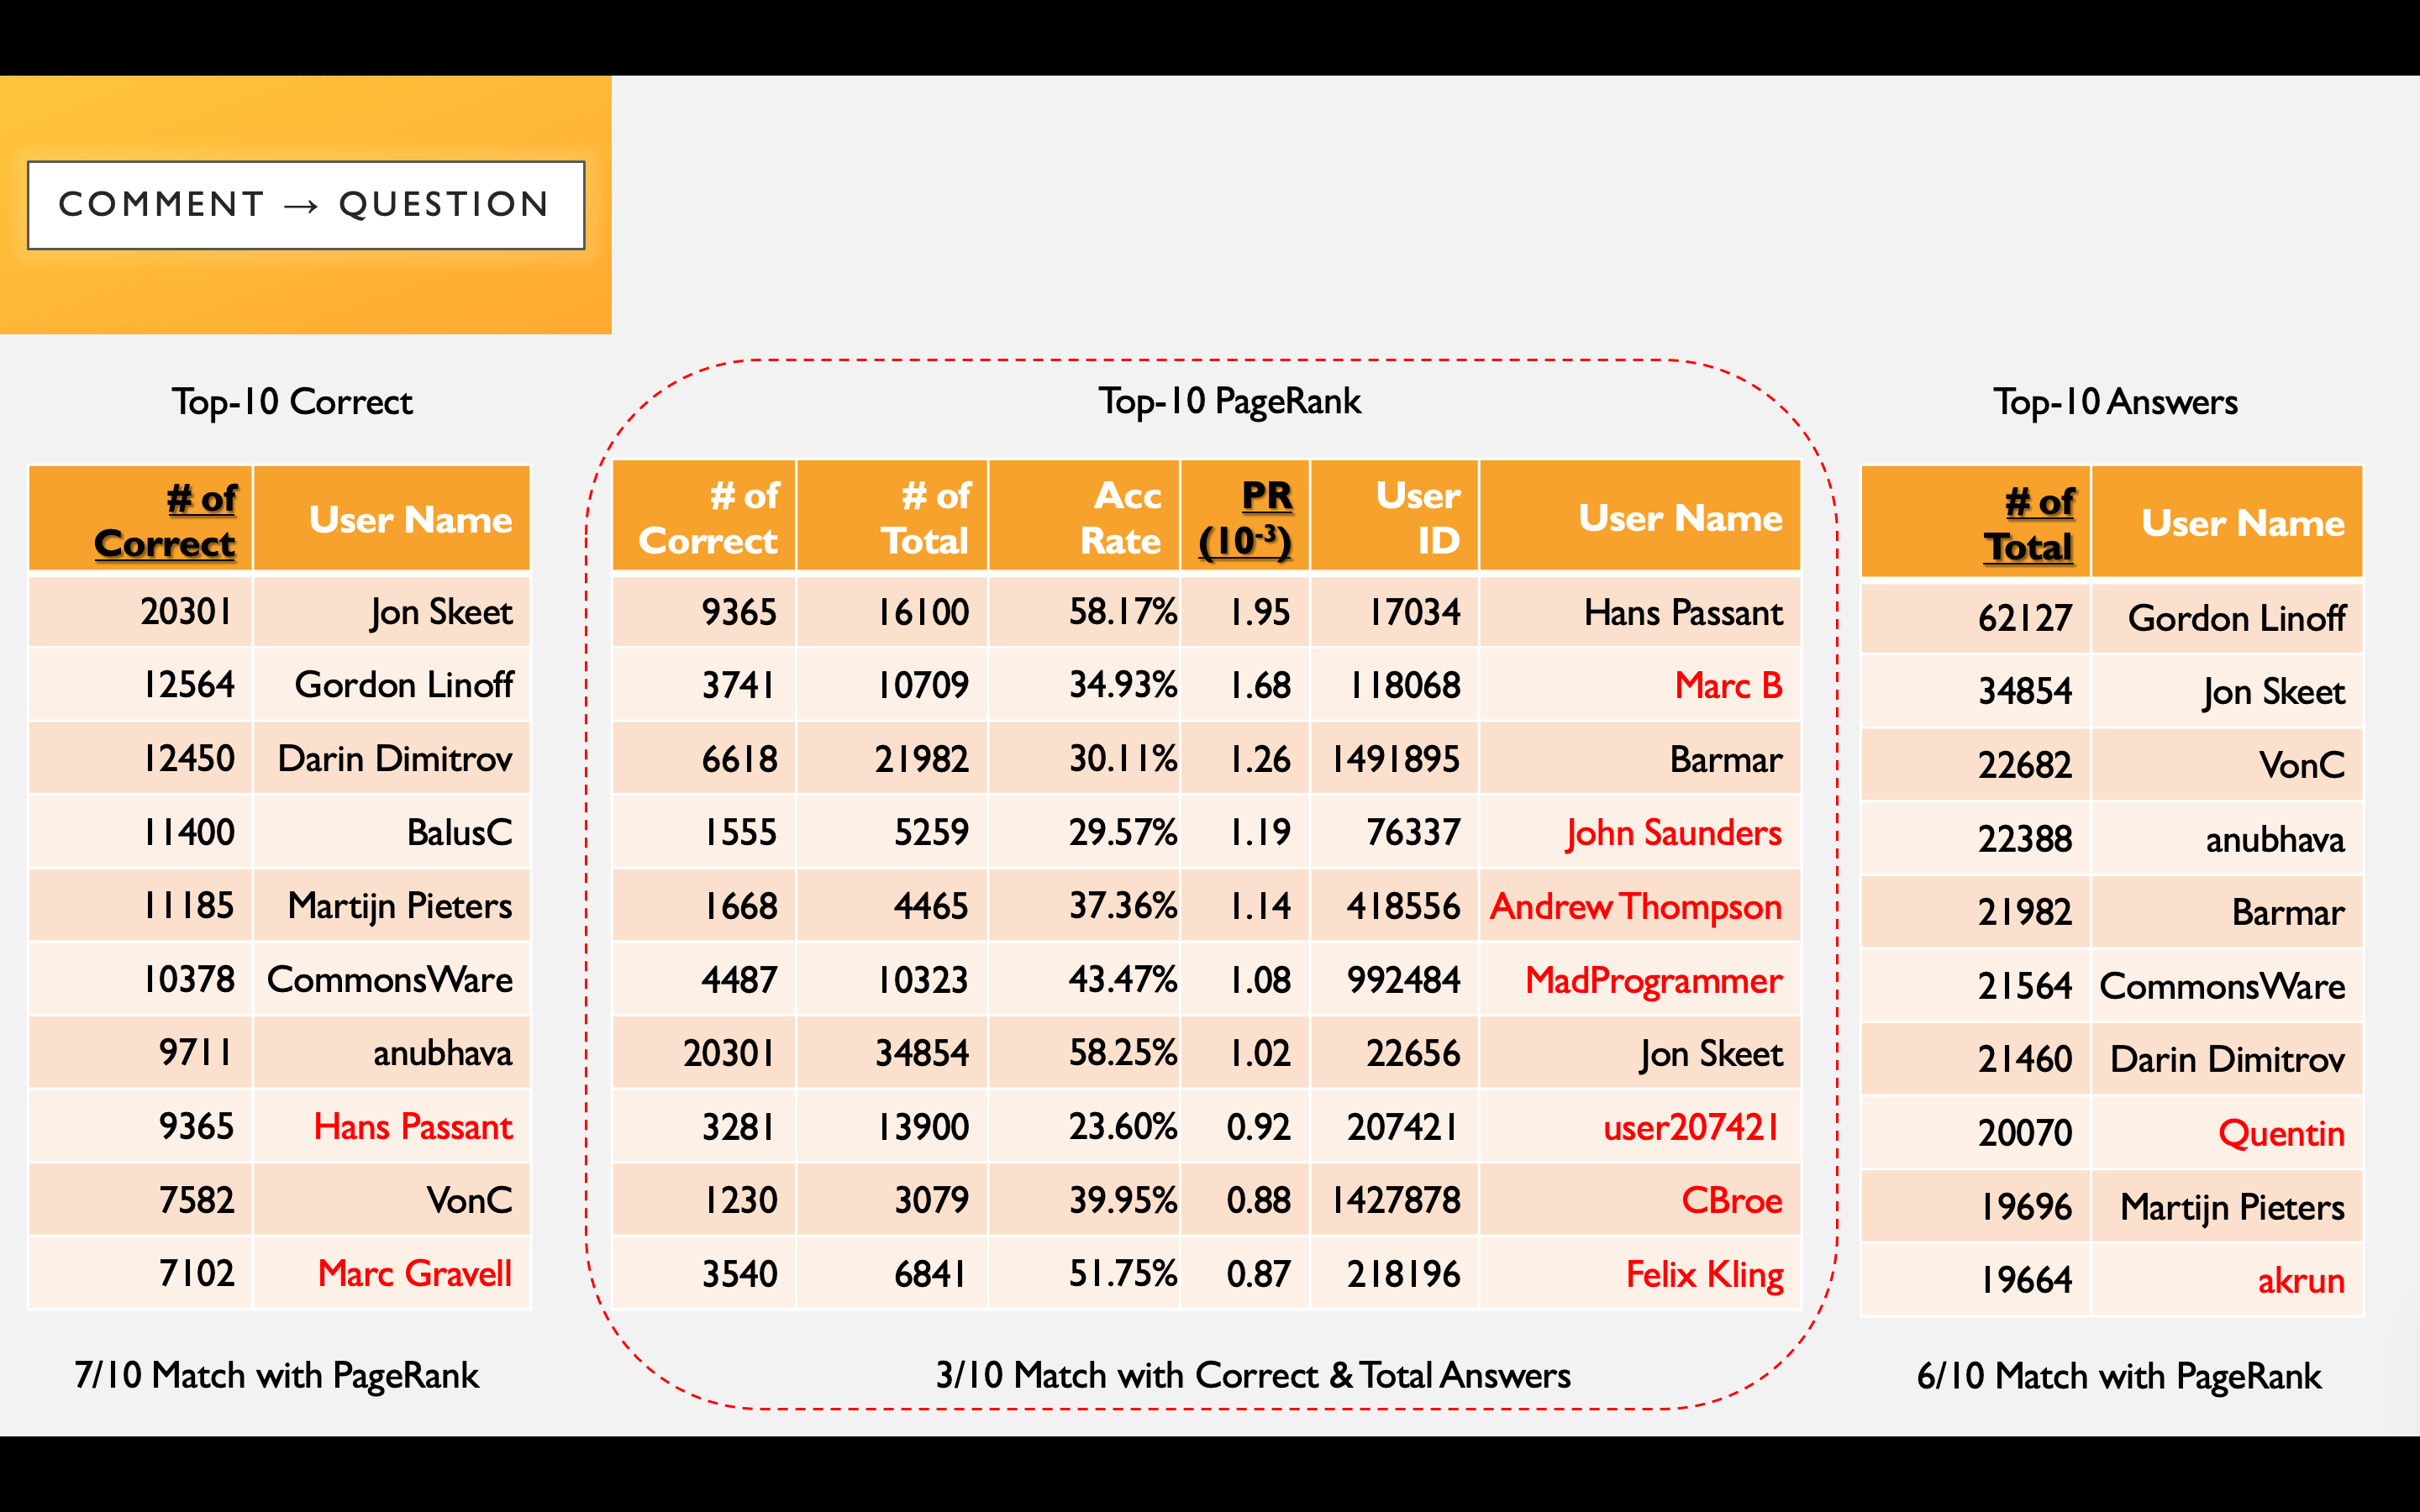 COMMENT → QUESTION
Top-10 Correct
# of Correct User Name
20301 Jon Skeet
12564 Gordon Linoff
12450 Darin Dimitrov
11400 BalusC
11185 Martijn Pieters
10378 CommonsWare
9711 anubhava
9365 Hans Passant
7582 VonC
7102 Marc Gravell
7/10 Match with PageRank
Top-10 PageRank
# of Correct # of Total Acc Rate PR (10-3) User ID User Name
9365 16100 58.17% 1.95 17034 Hans Passant
3741 10709 34.93% 1.68 118068 Marc B
6618 21982 30.11% 1.26 1491895 Barmar
1555 5259 29.57% 1.19 76337 John Saunders
1668 4465 37.36% 1.14 418556 Andrew Thompson
4487 10323 43.47% 1.08 992484 MadProgrammer
20301 34854 58.25% 1.02 22656 Jon Skeet
3281 13900 23.60% 0.92 207421 user207421
1230 3079 39.95% 0.88 1427878 CBroe
3540 6841 51.75% 0.87 218196 Felix Kling
3/10 Match with Correct & Total Answers
Top-10 Answers
# of Total User Name
62127 Gordon Linoff
34854 Jon Skeet
22682 VonC
22388 anubhava
21982 Barmar
21564 CommonsWare
21460 Darin Dimitrov
20070 Quentin
19696 Martijn Pieters
19664 akrun
6/10 Match with PageRank